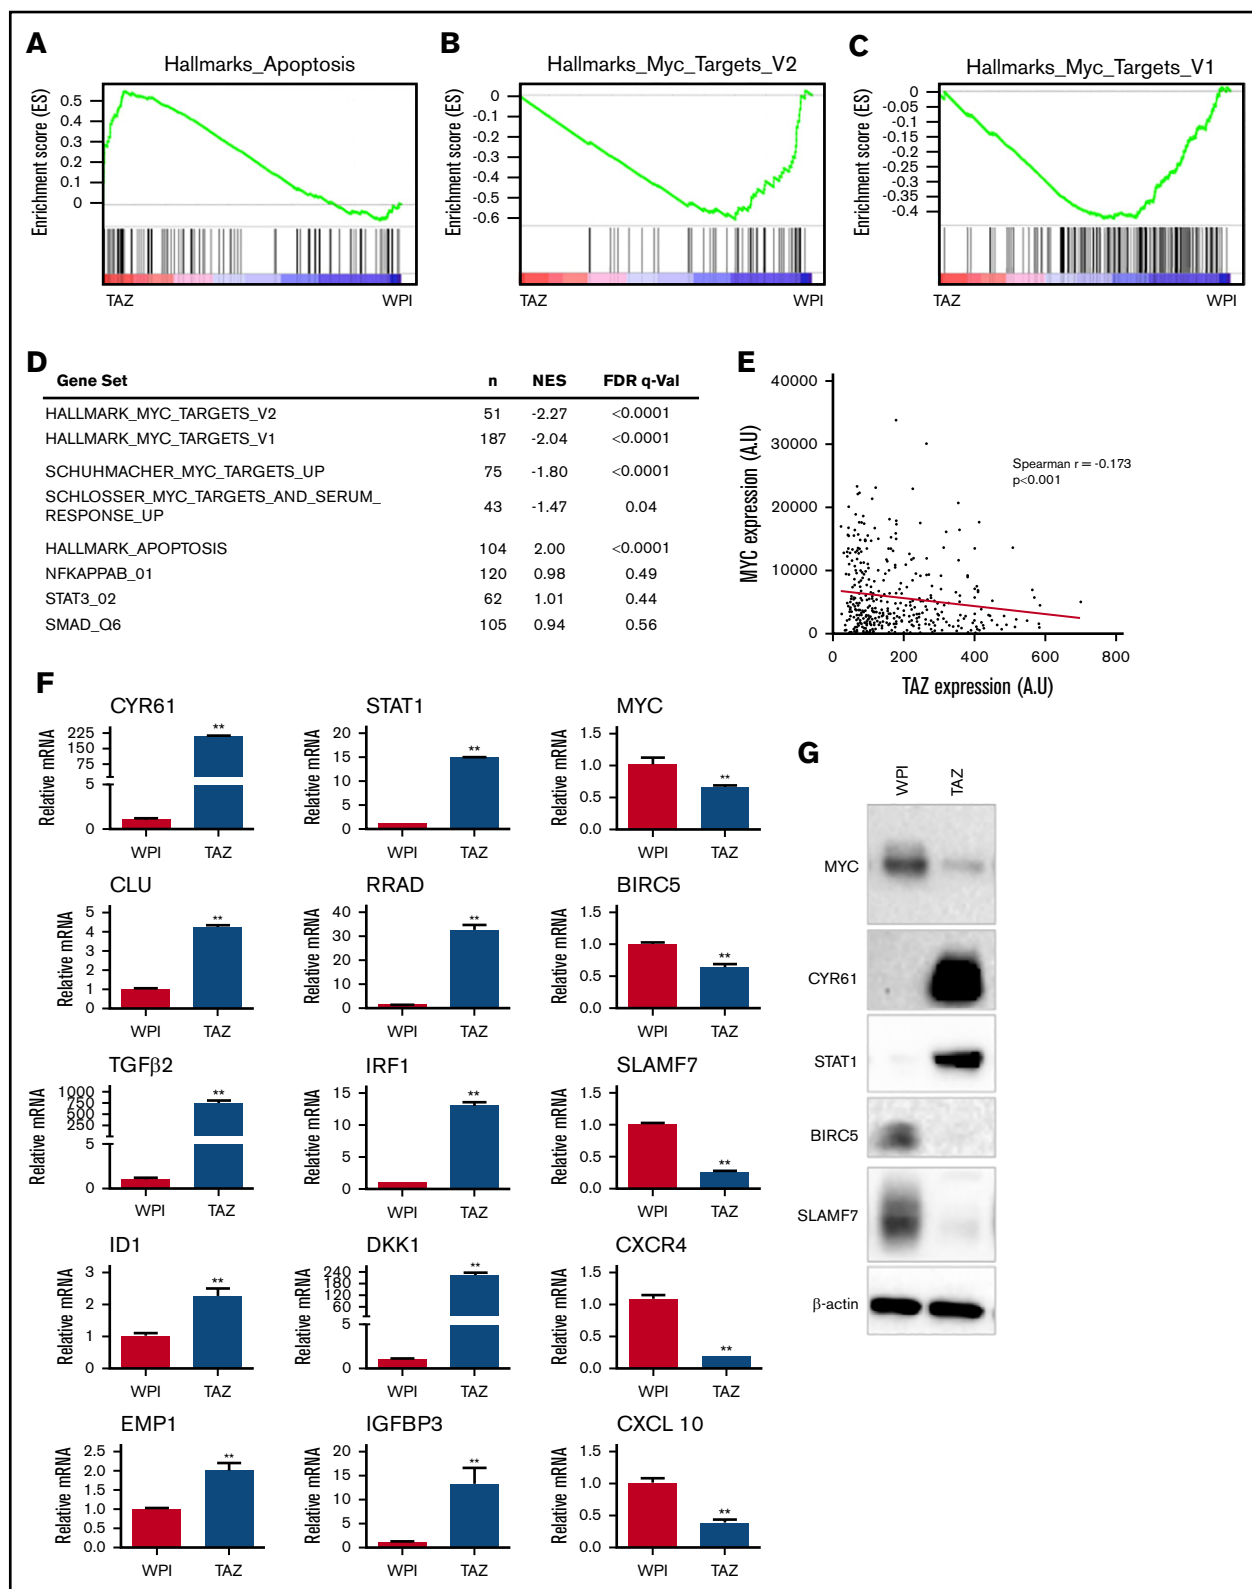 A
Hallmarks_Apoptosis
Enrichment score (ES)
0.5
0.4
0.3
0.2
0.1
0
TAZ
WPI
B
Hallmarks_Myc_Targets_V2
Enrichment score (ES)
0
-0.1
-0.2
-0.3
-0.4
-0.5
-0.6
TAZ
WPI
C
Hallmarks_Myc_Targets_V1
Enrichment score (ES)
0
-0.05
-0.1
-0.15
-0.2
-0.25
-0.3
-0.35
-0.4
TAZ
WPI
D
Gene Set n NES FDR q-Val
HALLMARK_MYC_TARGETS_V2 51 -2.27 <0.0001
HALLMARK_MYC_TARGETS_V1 187 -2.04 <0.0001
SCHUHMACHER_MYC_TARGETS_UP 75 -1.80 <0.0001
SCHLOSSER_MYC_TARGETS_AND_SERUM_
RESPONSE_UP 43 -1.47 0.04
HALLMARK_APOPTOSIS 104 2.00 <0.0001
NFKAPPAB_01 120 0.98 0.49
STAT3_02 62 1.01 0.44
SMAD_Q6 105 0.94 0.56
E
MYC expression (A.U)
40000
30000
20000
10000
0
Spearman r = -0.173
p<0.001
0 200 400 600 800
TAZ expression (A.U)
F
CYR61
Relative mRNA
225
150
75
5
0
**
WPI TAZ
STAT1
Relative mRNA
20
15
10
5
0
**
WPI TAZ
MYC
Relative mRNA
1.5
1.0
0.5
0.0
**
WPI TAZ
CLU
Relative mRNA
5
4
3
2
1
0
**
WPI TAZ
RRAD
Relative mRNA
40
30
20
10
0
**
WPI TAZ
BIRC5
Relative mRNA
1.5
1.0
0.5
0.0
**
WPI TAZ
TGFβ2
Relative mRNA
1000
750
500
250
5
0
**
WPI TAZ
IRF1
Relative mRNA
15
10
5
0
**
WPI TAZ
SLAMF7
Relative mRNA
1.5
1.0
0.5
0.0
**
WPI TAZ
ID1
Relative mRNA
3
2
1
0
**
WPI TAZ
DKK1
Relative mRNA
240
180
120
60
5
0
**
WPI TAZ
CXCR4
Relative mRNA
1.5
1.0
0.5
0.0
**
WPI TAZ
EMP1
Relative mRNA
2.5
2.0
1.5
1.0
0.5
0.0
**
WPI TAZ
IGFBP3
Relative mRNA
20
15
10
5
0
**
WPI TAZ
CXCL 10
Relative mRNA
1.5
1.0
0.5
0.0
**
WPI TAZ
G
WPI
TAZ
MYC
CYR61
STAT1
BIRC5
SLAMF7
β-actin